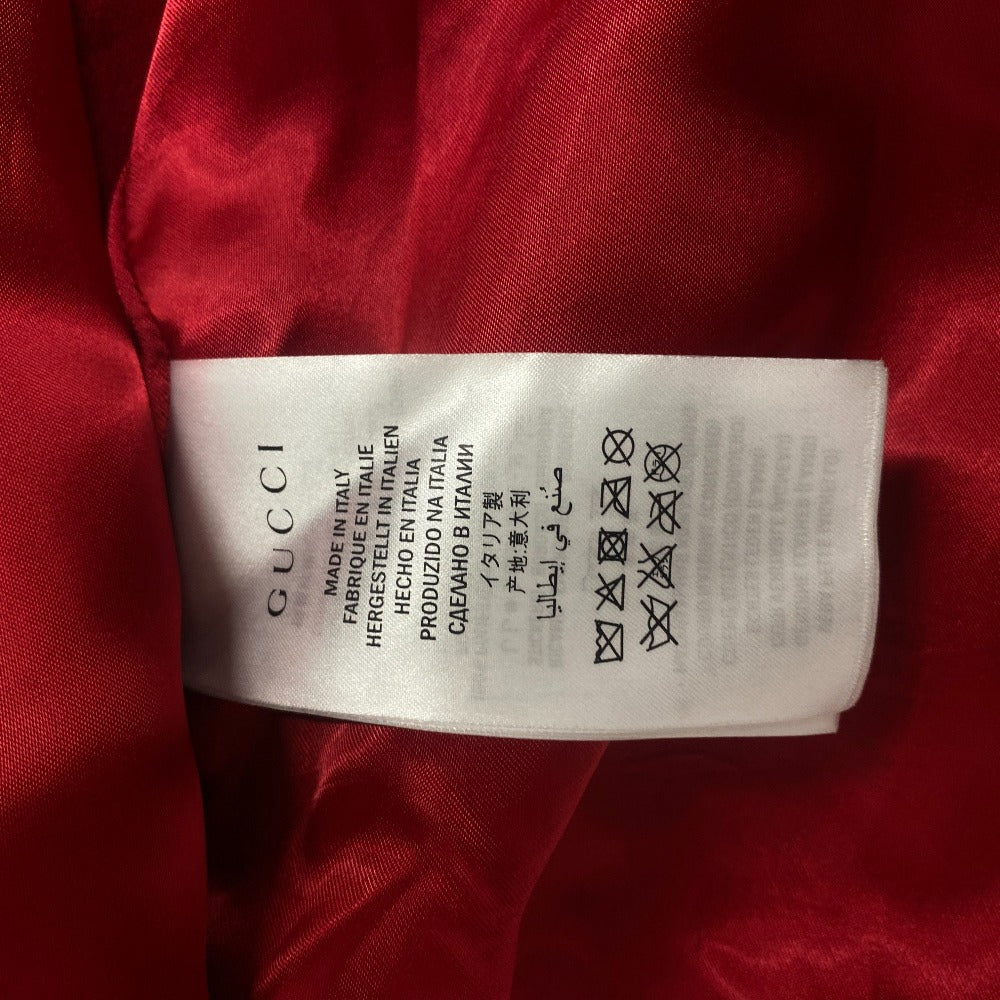 GUCCI
MADE IN ITALY
FABRIQUE EN ITALIE
HERGESTELLT IN ITALIEN
HECHO EN ITALIA
PRODUZIDO NA ITALIA
СДЕЛАНО В ИТАЛИИ
イタリア製
产地:意大利
صُنع في إيطاليا